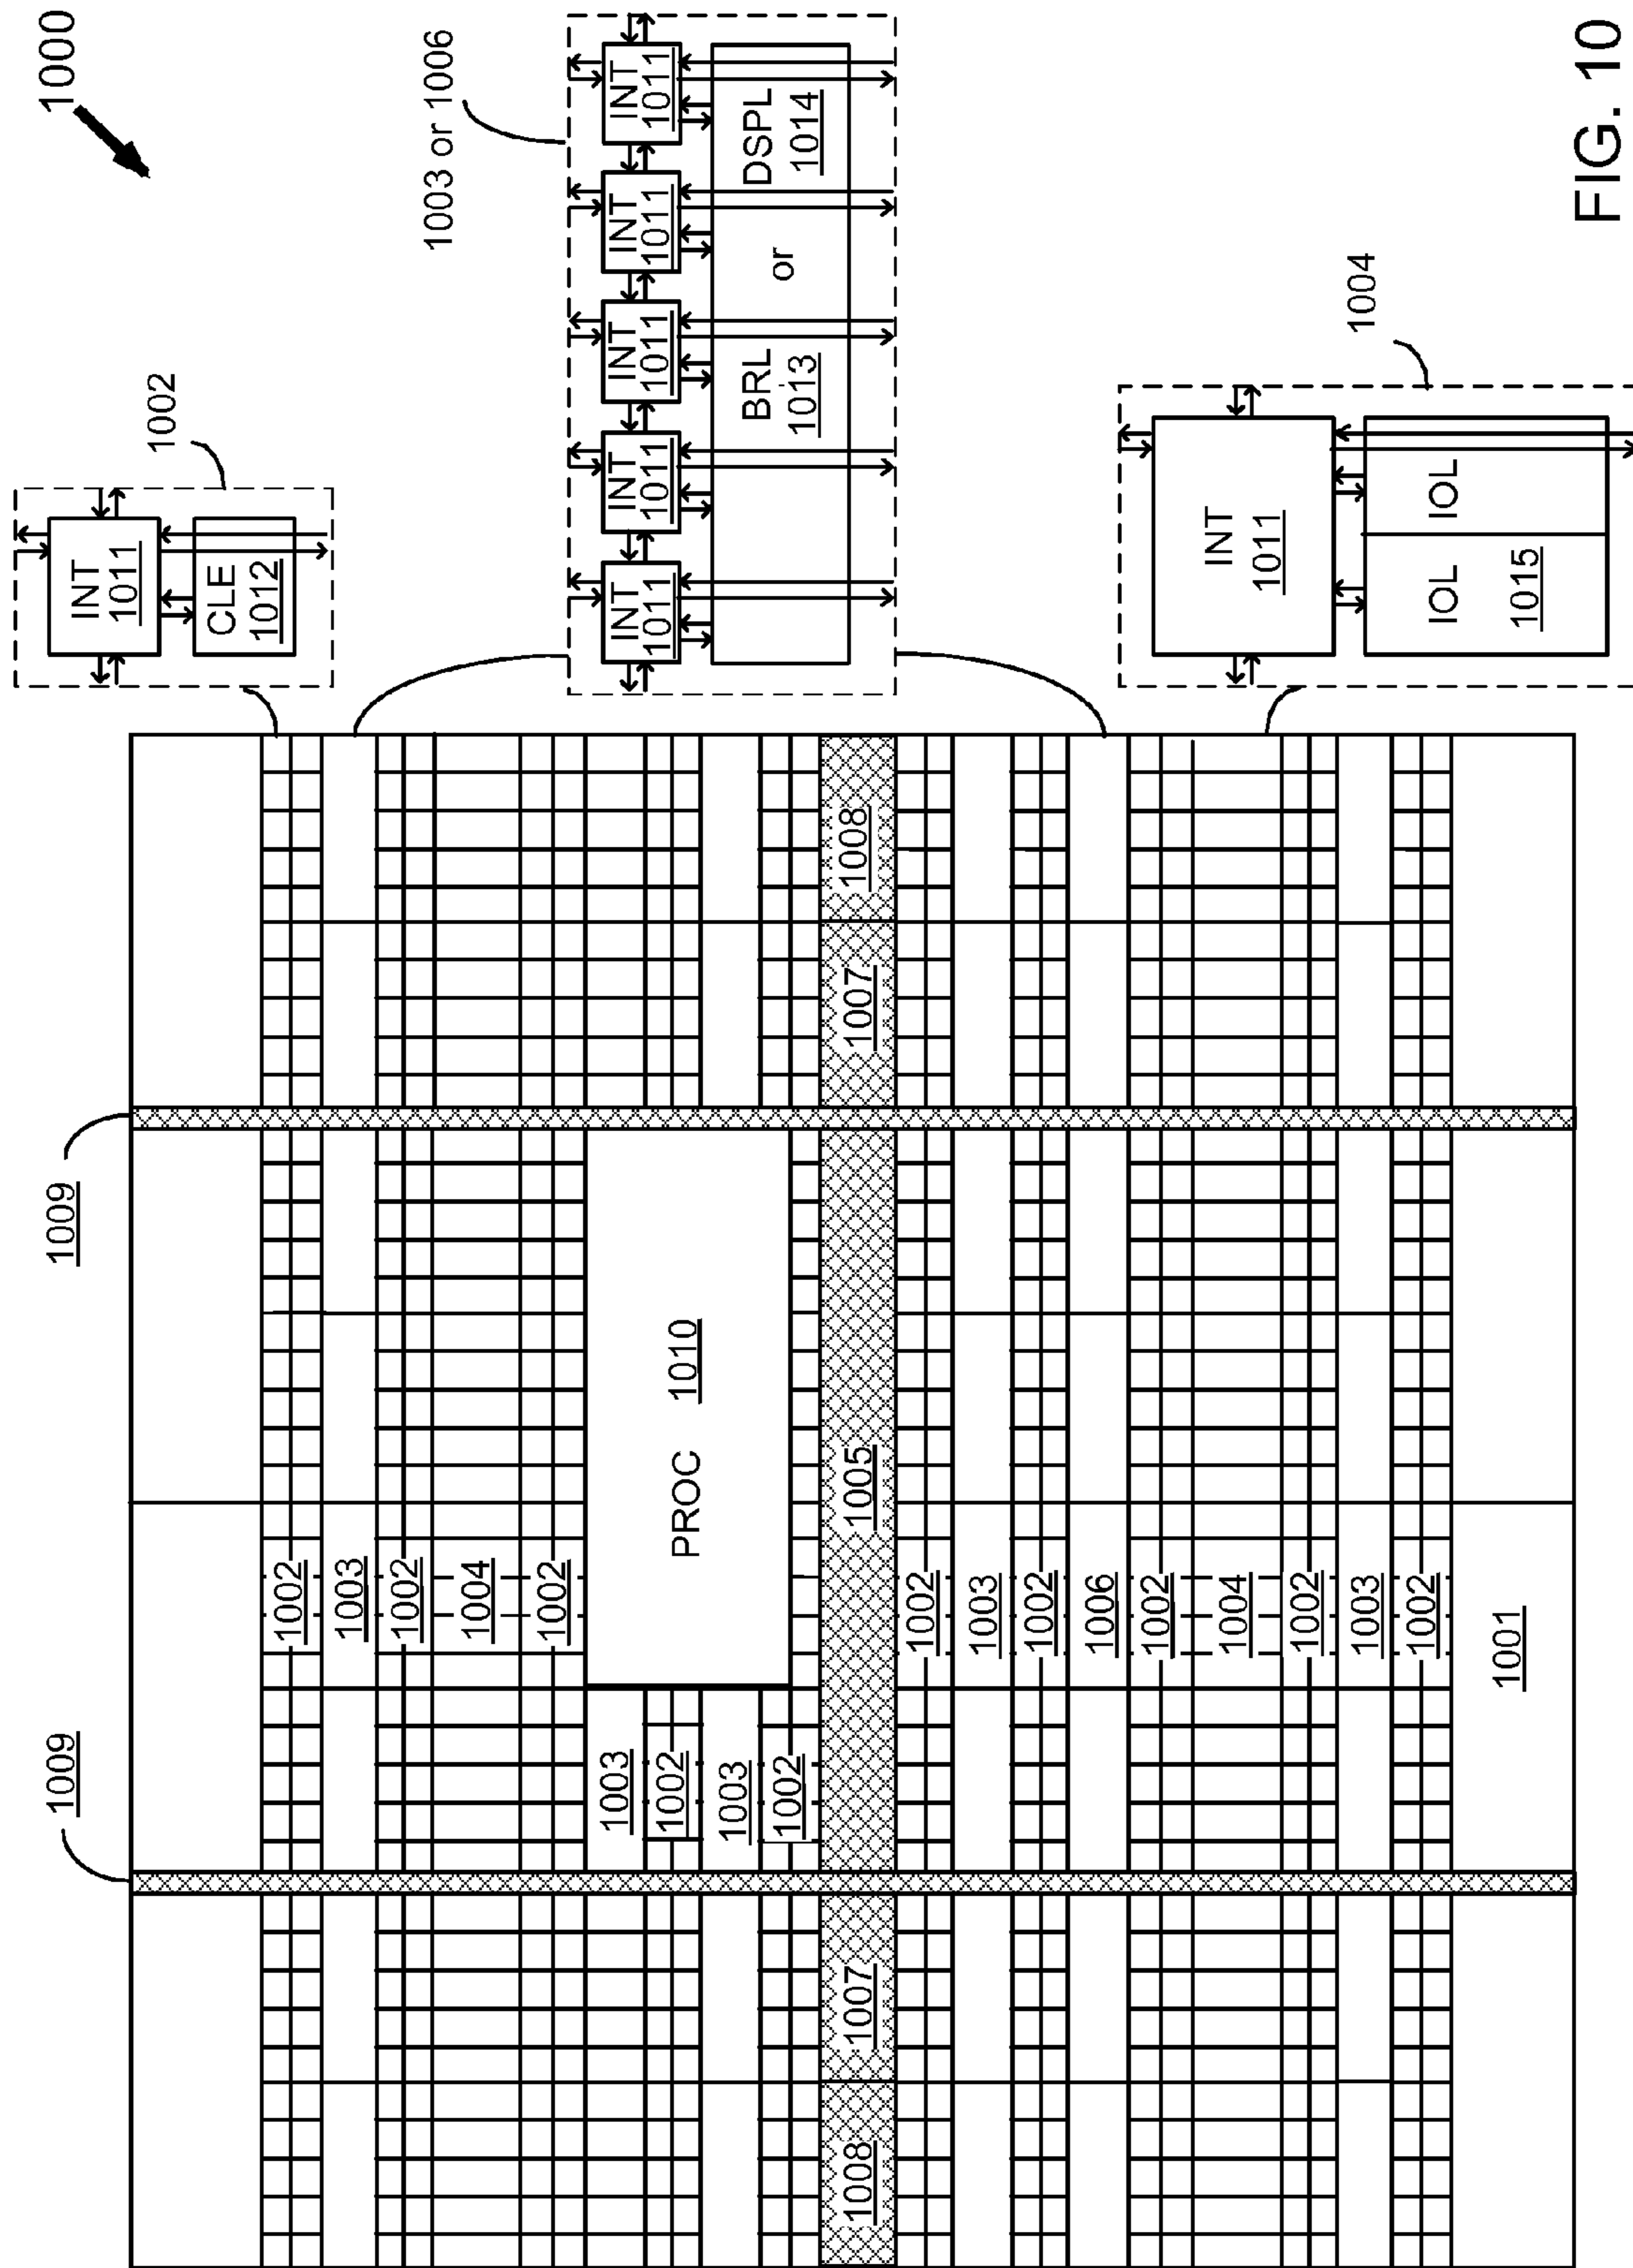 1000
1009
1009
1002
1003
1002
1004
1002
1003
1002
1003
1002
PROC 1010
1008 1007 1005 1007 1008
1002
1003
1002
1006
1002
1004
1002
1003
1002
1001
1002
INT
1011
CLE
1012
1003 or 1006
INT INT INT INT INT
1011 1011 1011 1011 1011
BRL or DSPL
1013 1014
1004
INT
1011
IOL IOL
1015
FIG. 10